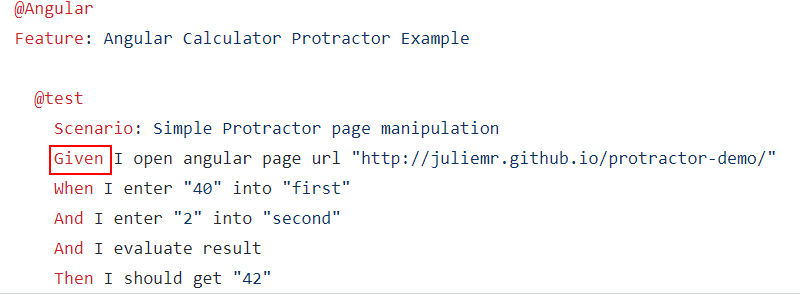 @Angular
Feature: Angular Calculator Protractor Example
@test
Scenario: Simple Protractor page manipulation
Given I open angular page url "http://juliemr.github.io/protractor-demo/"
When I enter "40" into "first"
And I enter "2" into "second"
And I evaluate result
Then I should get "42"